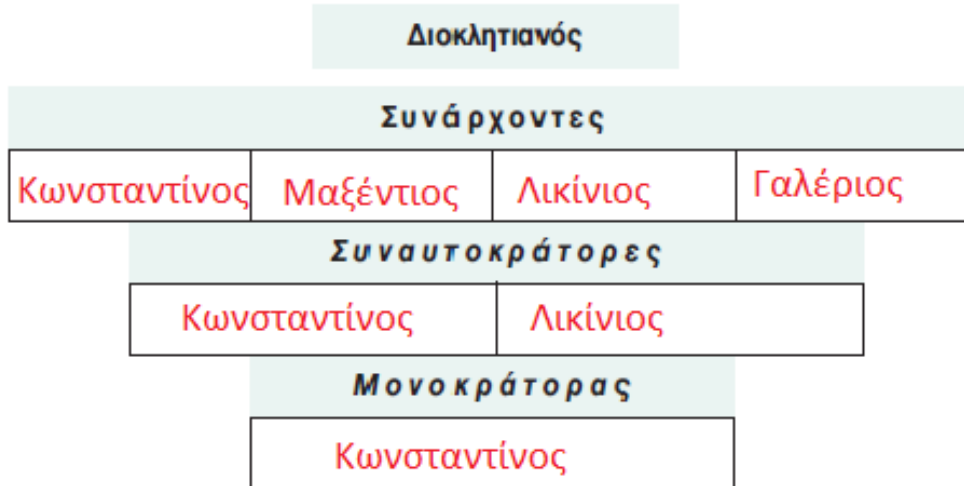 Διοκλητιανός
Συνάρχοντες
Κωνσταντίνος Μαξέντιος Λικίνιος Γαλέριος
Συναυτοκράτορες
Κωνσταντίνος Λικίνιος
Μονοκράτορας
Κωνσταντίνος